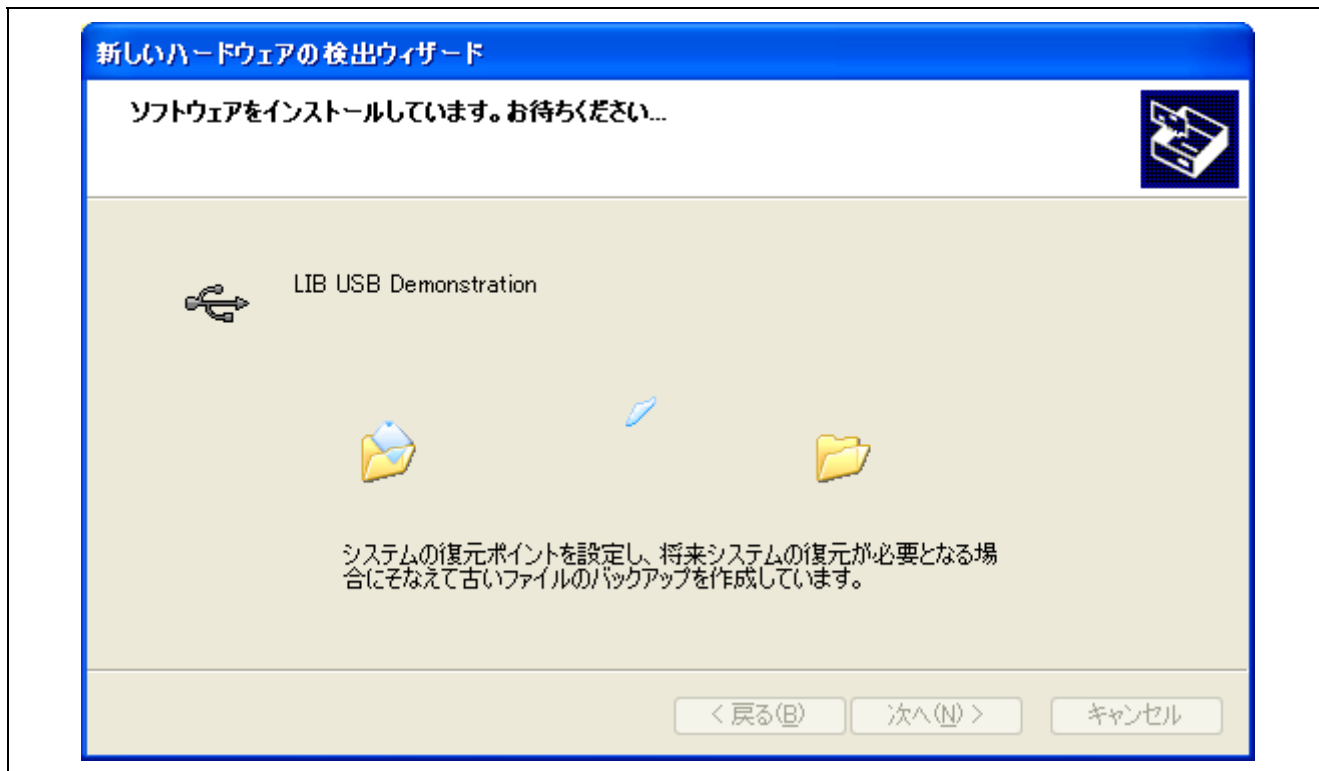 新しいハードウェアの検出ウィザード
ソフトウェアをインストールしています。お待ちください...
LIB USB Demonstration
システムの復元ポイントを設定し、将来システムの復元が必要となる場
合にそなえて古いファイルのバックアップを作成しています。
< 戻る(B) 次へ(N) > キャンセル